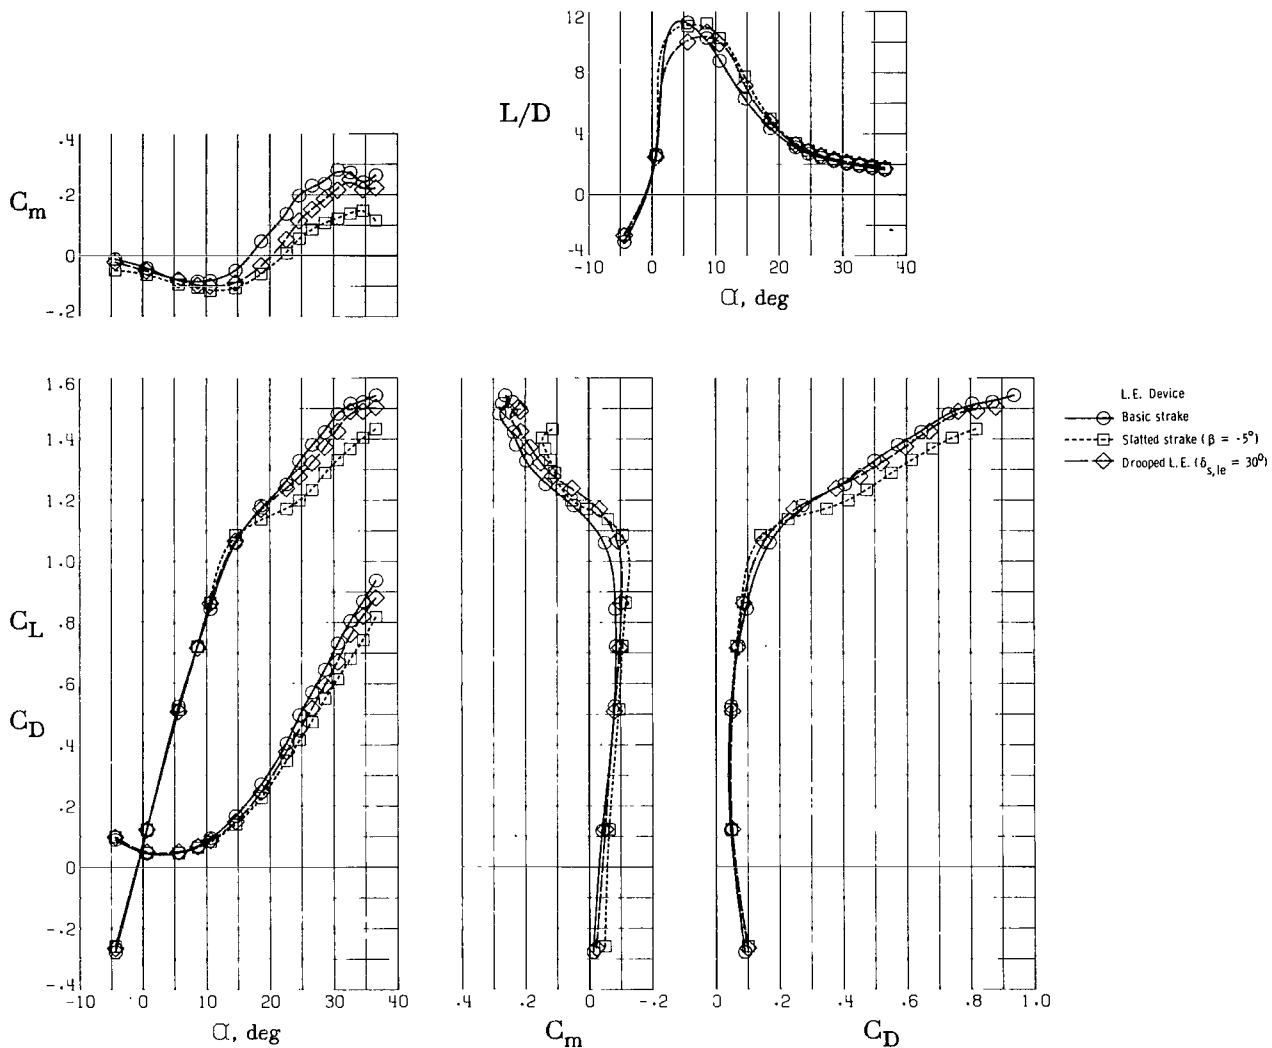 12
8
L/D
4
0
-4
-10 0 10 20 30 40
α, deg
.4
.2
C_m
0
-.2
1.6
1.4
1.2
1.0
.8
C_L
.6
C_D
.4
.2
0
-.2
-.4
-10 0 10 20 30 40
α, deg
.4 .2 0 -.2
C_m
0 .2 .4 .6 .8 1.0
C_D
L.E. Device
Basic strake
Slatted strake (β = -5°)
Drooped L.E. (δ_s,le = 30°)